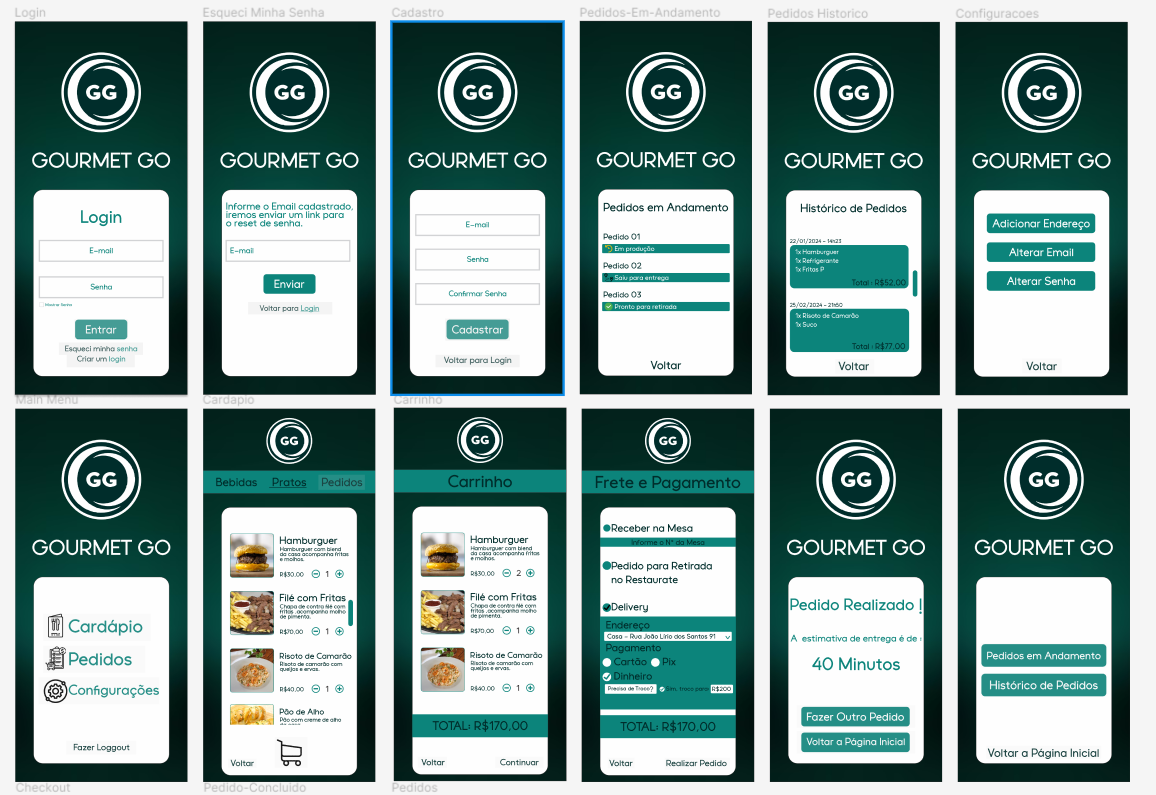 Login
GG
GOURMET GO
Login
E-mail
Senha
Mostrar Senha
Entrar
Esqueci minha senha
Criar um login
Esqueci Minha Senha
GG
GOURMET GO
Informe o Email cadastrado,
iremos enviar um link para
o reset de senha.
E-mail
Enviar
Voltar para Login
Cadastro
GG
GOURMET GO
E-mail
Senha
Confirmar Senha
Cadastrar
Voltar para Login
Pedidos-Em-Andamento
GG
GOURMET GO
Pedidos em Andamento
Pedido 01
Em produção
Pedido 02
Saiu para entrega
Pedido 03
Pronto para retirada
Voltar
Pedidos Historico
GG
GOURMET GO
Histórico de Pedidos
22/01/2024 - 14h23
1x Hamburguer
1x Refrigerante
1x Fritas P
Total : R$52,00
25/02/2024 - 21h50
1x Risoto de Camarão
1x Suco
Total : R$77,00
Voltar
Configuracoes
GG
GOURMET GO
Adicionar Endereço
Alterar Email
Alterar Senha
Voltar
Main Menu
GG
GOURMET GO
Cardápio
Pedidos
Configurações
Fazer Loggout
Cardapio
GG
Bebidas Pratos Pedidos
Hamburguer
Hamburguer com blend
da casa acompanha fritas
e molhos.
R$30,00 1
Filé com Fritas
Chapa de contra filé com
fritas ,acompanha molho
de pimenta.
R$70,00 1
Risoto de Camarão
Risoto de camarão com
queijos e ervas.
R$40,00 1
Pão de Alho
Pão com creme de alho
Voltar
Carrinho
GG
Carrinho
Hamburguer
Hamburguer com blend
da casa acompanha fritas
e molhos.
R$30,00 2
Filé com Fritas
Chapa de contra filé com
fritas ,acompanha molho
de pimenta.
R$70,00 1
Risoto de Camarão
Risoto de camarão com
queijos e ervas.
R$40,00 1
TOTAL: R$170,00
Voltar Continuar
GG
Frete e Pagamento
Receber na Mesa
Informe o N° da Mesa
Pedido para Retirada
no Restaurate
Delivery
Endereço
Casa - Rua João Lirio dos Santos 91
Pagamento
Cartão Pix
Dinheiro
Precisa de Troco? Sim, troco para R$200
TOTAL: R$170,00
Voltar Realizar Pedido
GG
GOURMET GO
Pedido Realizado !
A estimativa de entrega é de :
40 Minutos
Fazer Outro Pedido
Voltar a Página Inicial
GG
GOURMET GO
Pedidos em Andamento
Histórico de Pedidos
Voltar a Página Inicial
Checkout
Pedido-Concluido
Pedidos